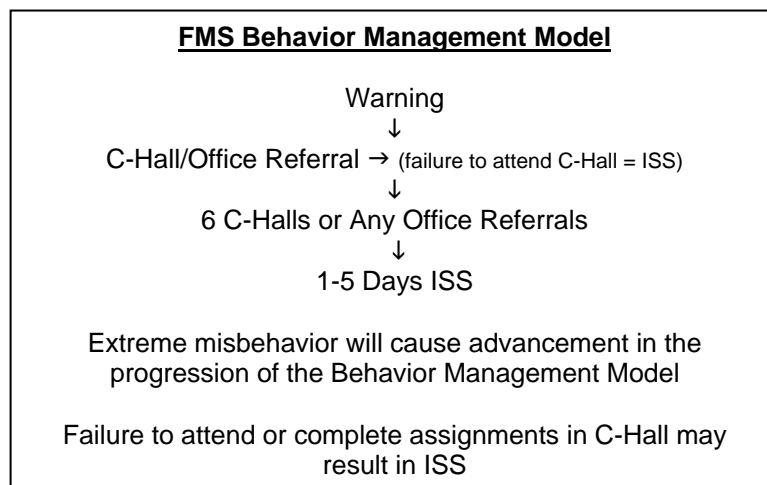 FMS Behavior Management Model
Warning
↓
C-Hall/Office Referral → (failure to attend C-Hall = ISS)
↓
6 C-Halls or Any Office Referrals
↓
1-5 Days ISS
Extreme misbehavior will cause advancement in the
progression of the Behavior Management Model
Failure to attend or complete assignments in C-Hall may
result in ISS